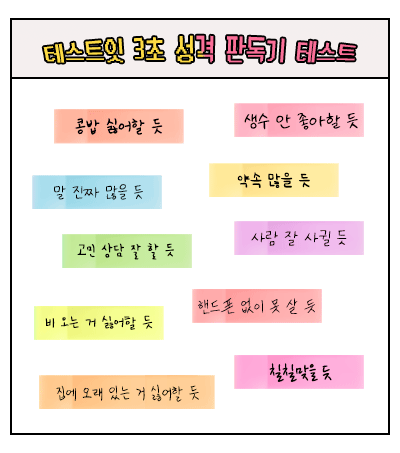 테스트잇 3초 성격 판독기 테스트
콩밥 싫어할 듯
생수 안 좋아할 듯
말 진짜 많을 듯
약속 많을 듯
고민 상담 잘 할 듯
사람 잘 사귈 듯
비 오는 거 싫어할 듯
핸드폰 없이 못 살 듯
집에 오래 있는 거 싫어할 듯
칠칠맞을 듯